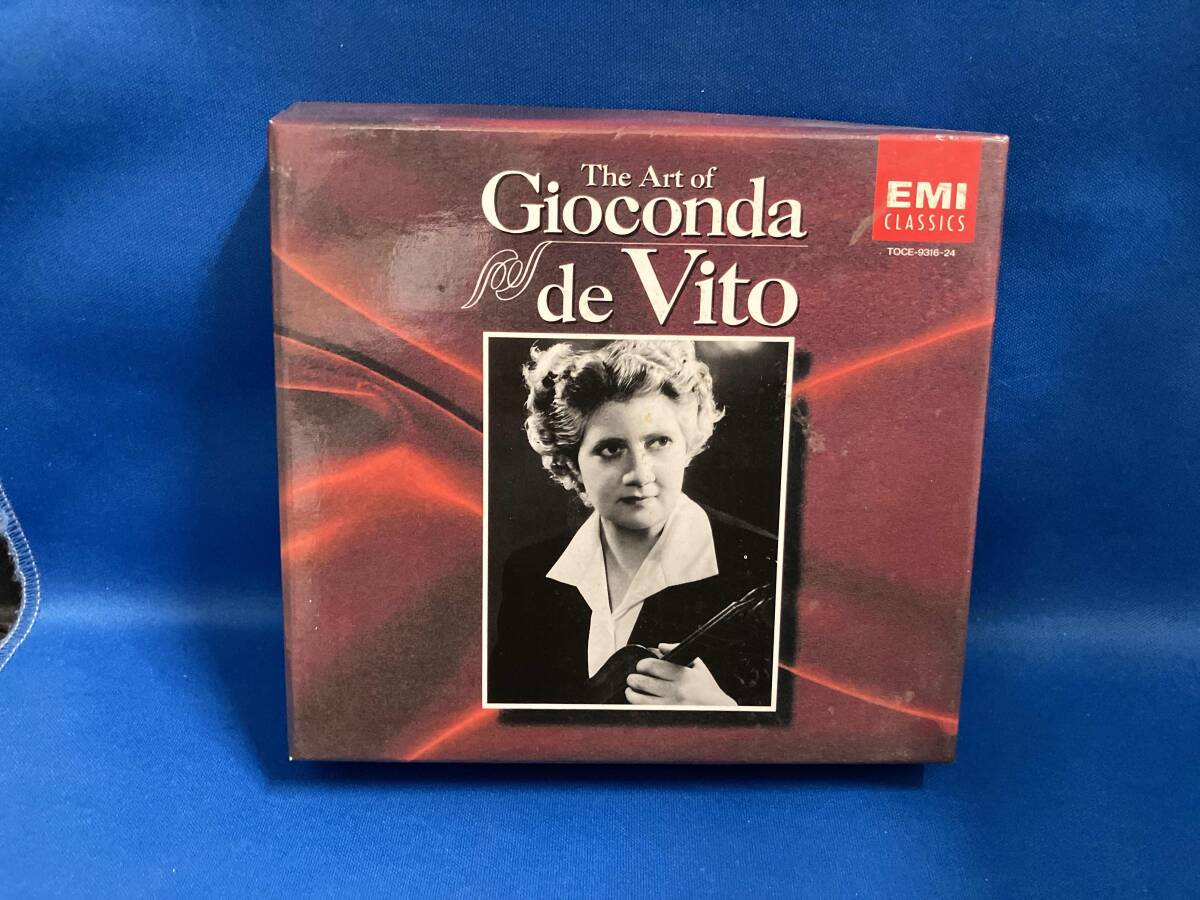 The Art of
Gioconda
de Vito
EMI
CLASSICS
TOCE-9316-24